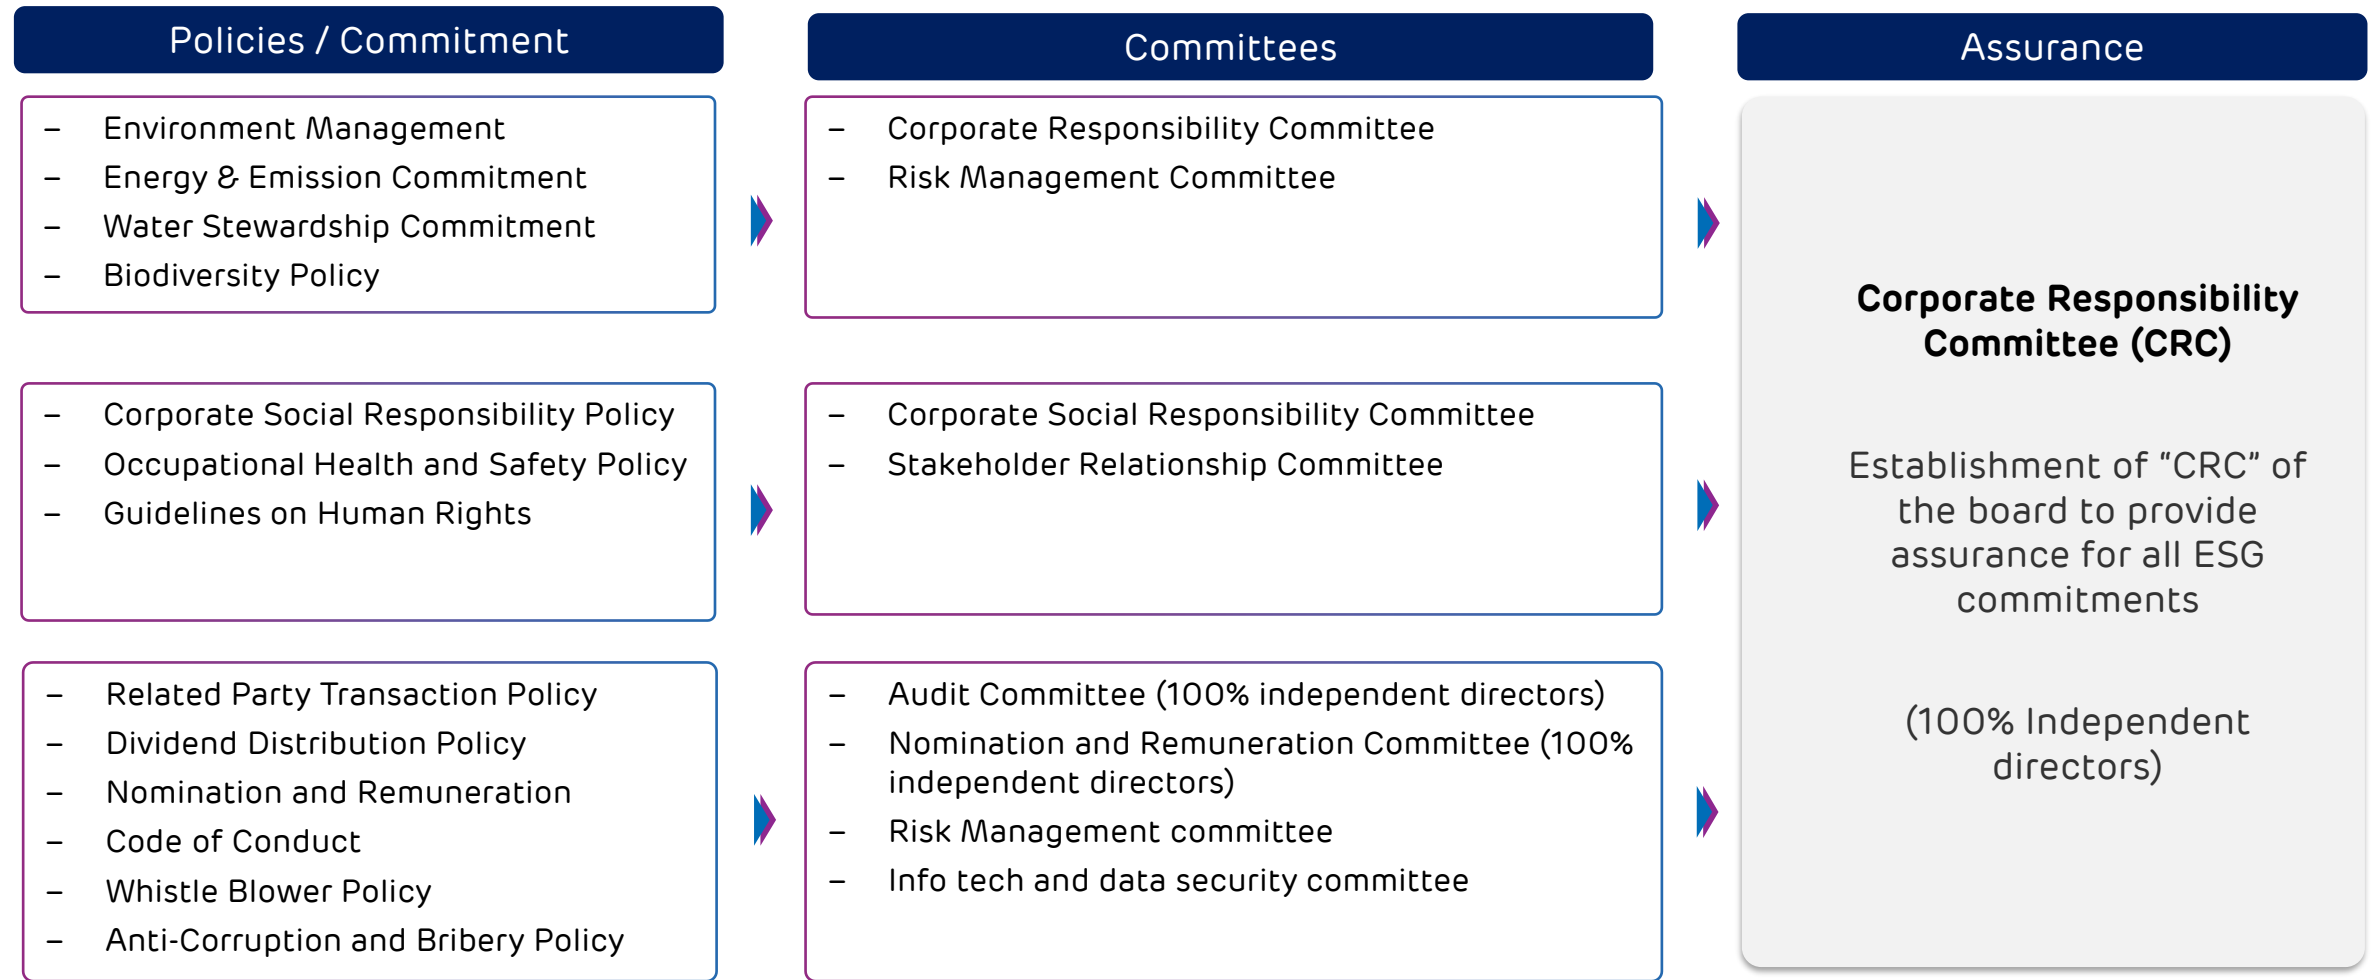 Policies / Commitment
– Environment Management
– Energy & Emission Commitment
– Water Stewardship Commitment
– Biodiversity Policy
– Corporate Social Responsibility Policy
– Occupational Health and Safety Policy
– Guidelines on Human Rights
– Related Party Transaction Policy
– Dividend Distribution Policy
– Nomination and Remuneration
– Code of Conduct
– Whistle Blower Policy
– Anti-Corruption and Bribery Policy
Committees
– Corporate Responsibility Committee
– Risk Management Committee
– Corporate Social Responsibility Committee
– Stakeholder Relationship Committee
– Audit Committee (100% independent directors)
– Nomination and Remuneration Committee (100%
independent directors)
– Risk Management committee
– Info tech and data security committee
Assurance
Corporate Responsibility
Committee (CRC)
Establishment of “CRC” of
the board to provide
assurance for all ESG
commitments
(100% Independent
directors)